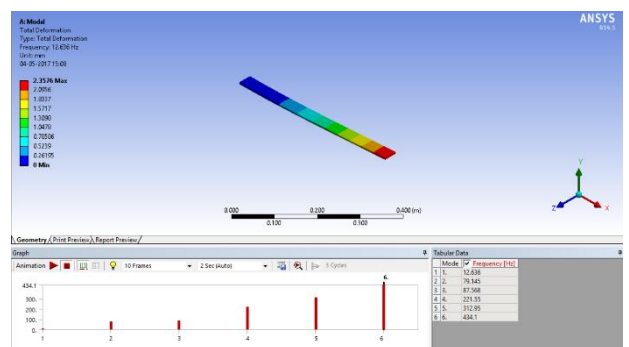 A: Modal
Total Deformation
Type: Total Deformation
Frequency: 12.636 Hz
Unit: mm
04-05-2017 15:08
2.3576 Max
2.0956
1.8337
1.5717
1.3098
1.0479
0.78586
0.5239
0.26195
0 Min
ANSYS
R14.5
Y
Z
X
0.000
0.200
0.400 (m)
0.100
0.300
Geometry / Print Preview / Report Preview /
Graph
Animation
10 Frames
2 Sec (Auto)
3 Cycles
434.1
300.
200.
100.
0.
6.
1
2
3
4
5
6
Tabular Data
Mode Frequency [Hz]
1 1. 12.636
2 2. 79.145
3 3. 87.568
4 4. 221.55
5 5. 312.95
6 6. 434.1